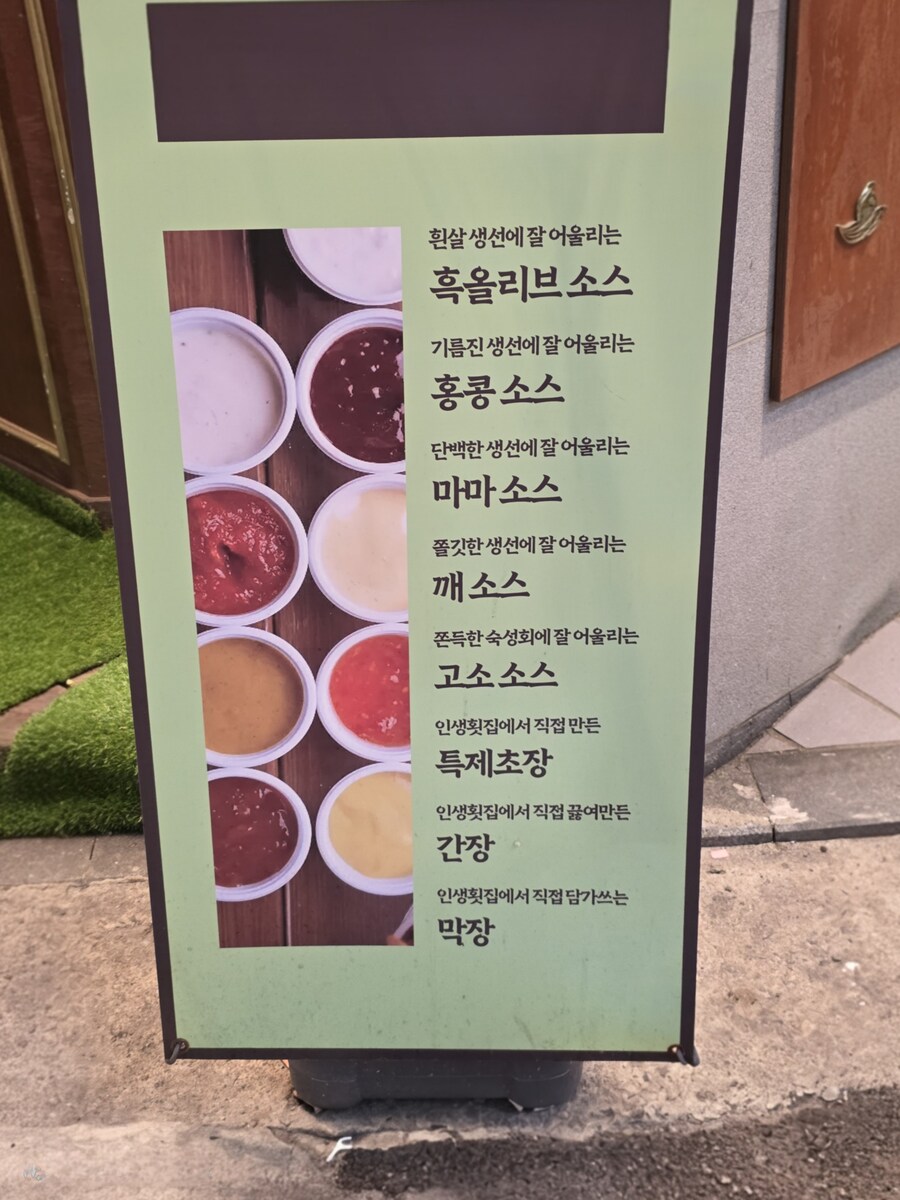 흰살 생선에 잘 어울리는
흑올리브 소스
기름진 생선에 잘 어울리는
홍콩 소스
단백한 생선에 잘 어울리는
마마 소스
쫄깃한 생선에 잘 어울리는
깨 소스
쫀득한 숙성회에 잘 어울리는
고소 소스
인생횟집에서 직접 만든
특제초장
인생횟집에서 직접 끓여만든
간장
인생횟집에서 직접 담가쓰는
막장